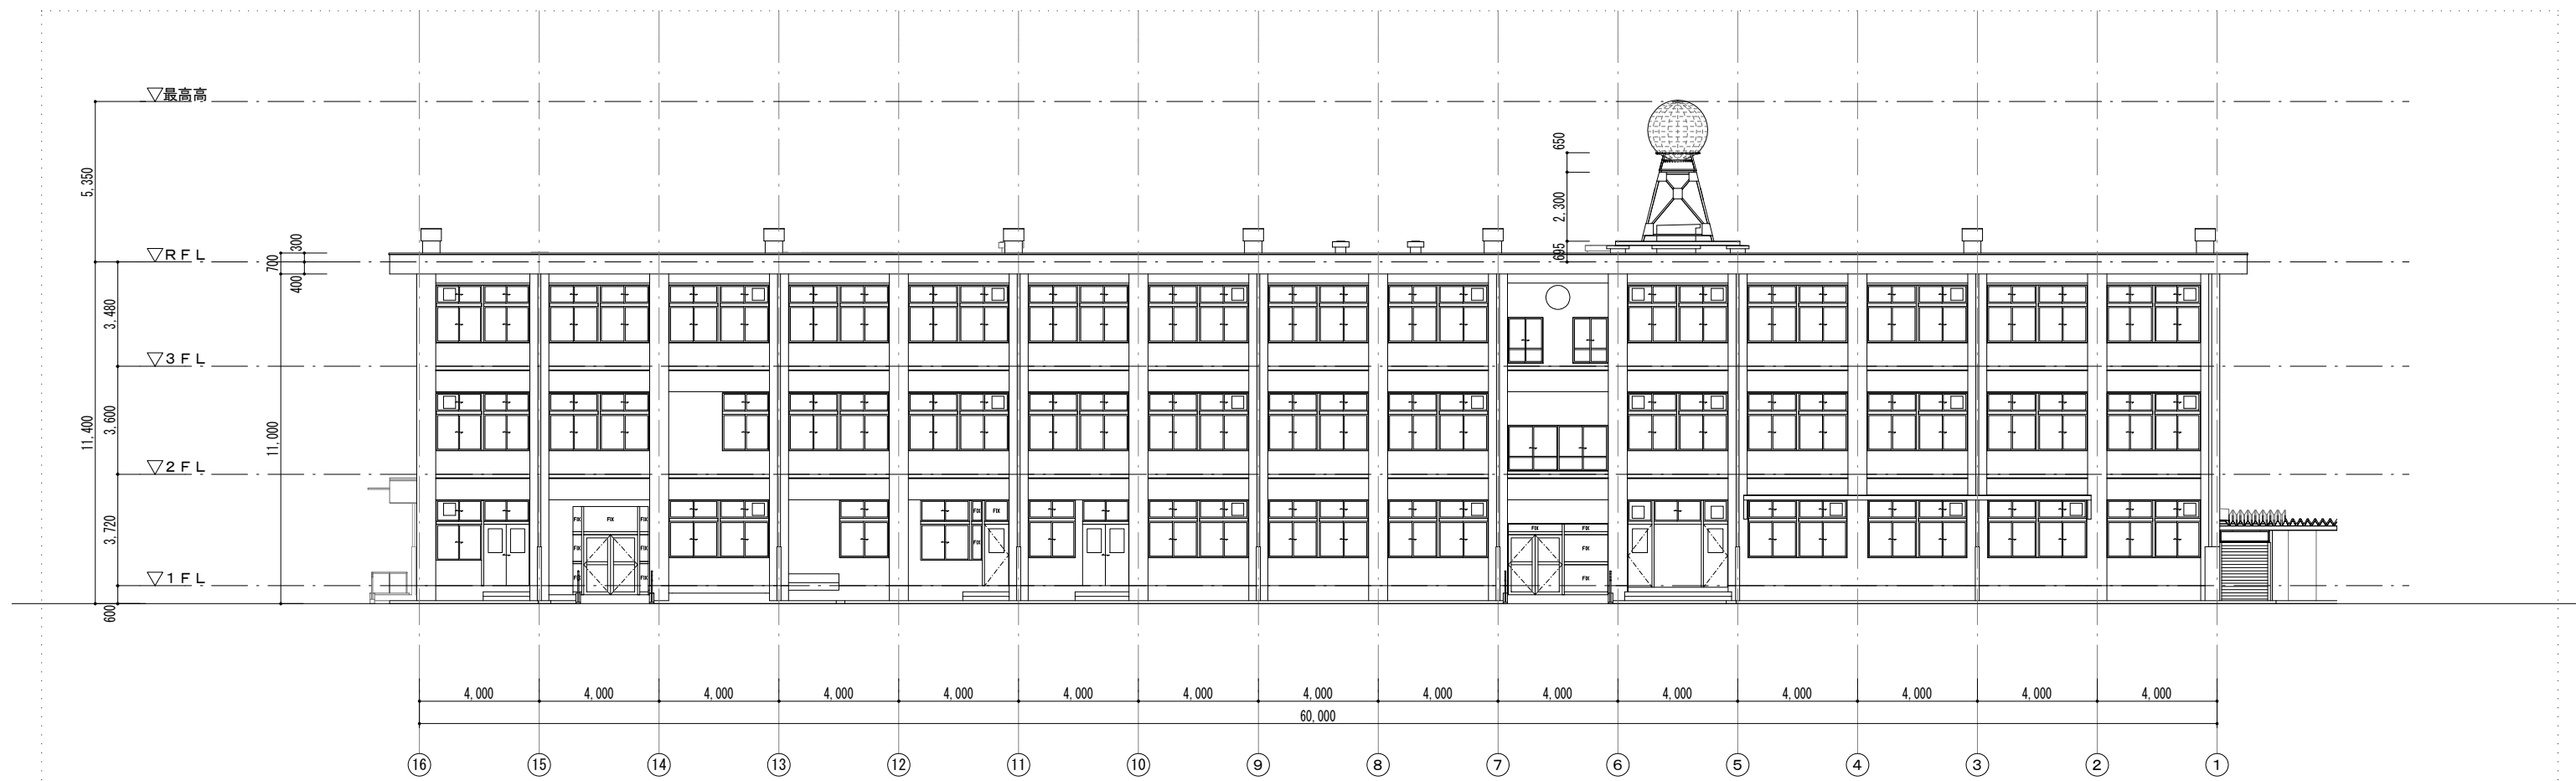 ▽最高高
5,350
650
2,300
695
▽RFL
300
700
400
3,480
▽3FL
11,400
3,600
11,000
▽2FL
3,720
▽1FL
600
FIX FIX FIX
FIX FIX
FIX FIX
FIX FIX
FIX
FIX FIX
FIX
FIX
4,000 4,000 4,000 4,000 4,000 4,000 4,000 4,000 4,000 4,000 4,000 4,000 4,000 4,000 4,000
60,000
16 15 14 13 12 11 10 9 8 7 6 5 4 3 2 1